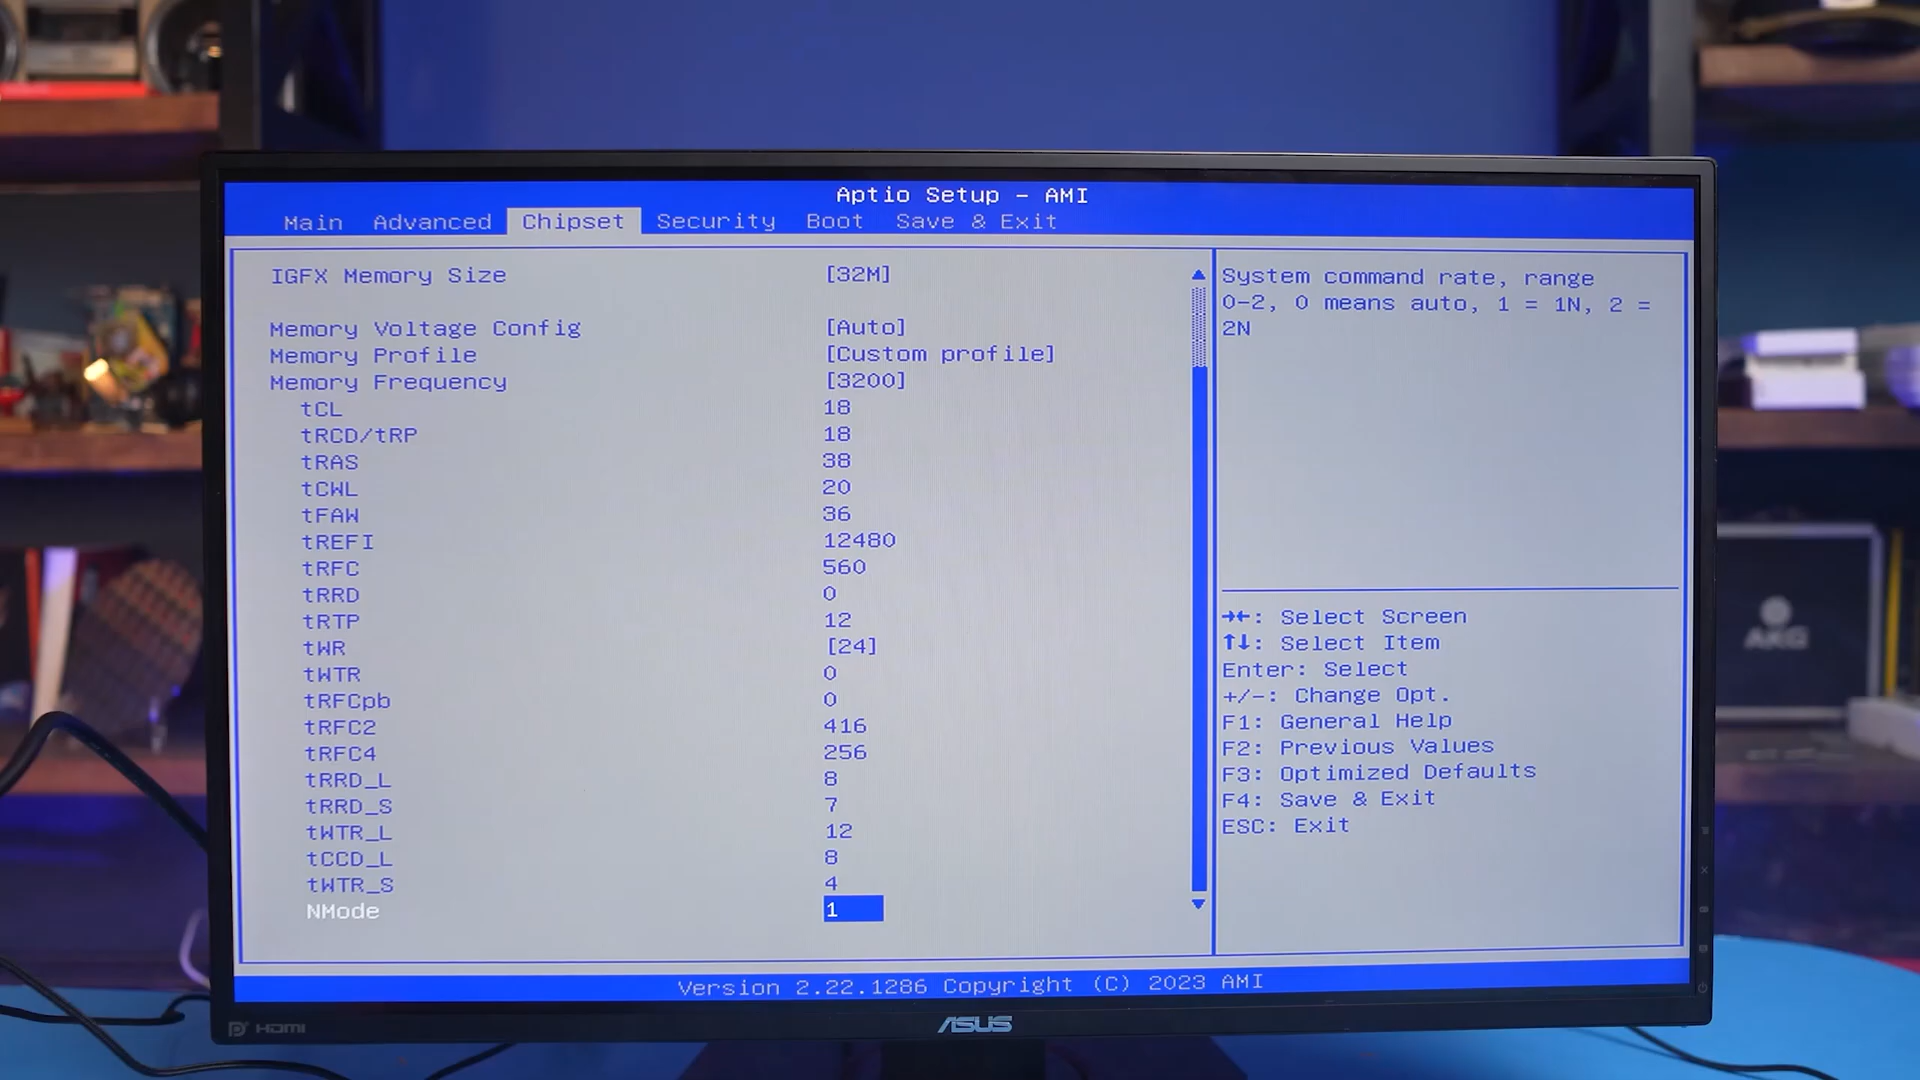 Aptio Setup - AMI
Main Advanced Chipset Security Boot Save & Exit
IGFX Memory Size [32M]
Memory Voltage Config [Auto]
Memory Profile [Custom profile]
Memory Frequency [3200]
tCL 18
tRCD/tRP 18
tRAS 38
tCWL 20
tFAW 36
tREFI 12480
tRFC 560
tRRD 0
tRTP 12
tWR [24]
tWTR 0
tRFCpb 0
tRFC2 416
tRFC4 256
tRRD_L 8
tRRD_S 7
tWTR_L 12
tCCD_L 8
tWTR_S 4
NMode 1
System command rate, range
0-2, 0 means auto, 1 = 1N, 2 =
2N
→←: Select Screen
↑↓: Select Item
Enter: Select
+/-: Change Opt.
F1: General Help
F2: Previous Values
F3: Optimized Defaults
F4: Save & Exit
ESC: Exit
Version 2.22.1286 Copyright (C) 2023 AMI
HDMI
ASUS
AKG